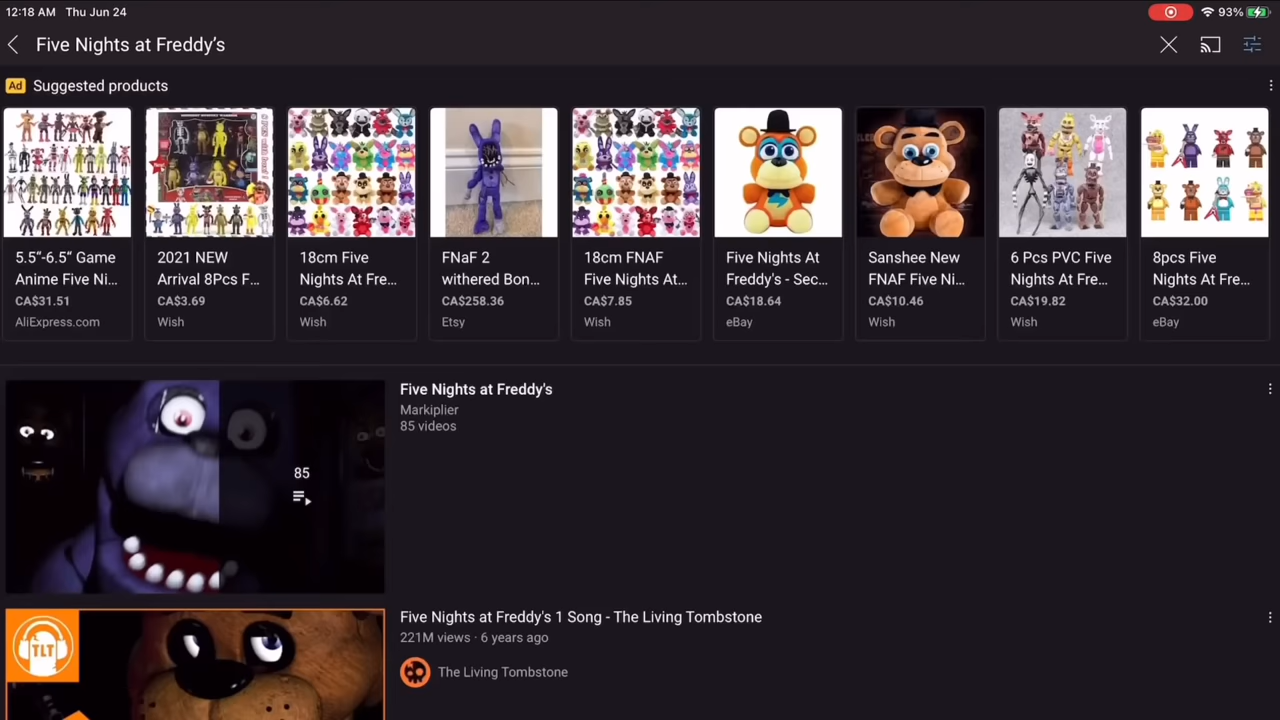 12:18 AM Thu Jun 24
93%
Five Nights at Freddy’s
Ad Suggested products
5.5“-6.5“ Game
Anime Five Ni...
CA$31.51
AliExpress.com
2021 NEW
Arrival 8Pcs F...
CA$3.69
Wish
18cm Five
Nights At Fre...
CA$6.62
Wish
FNaF 2
withered Bon...
CA$258.36
Etsy
18cm FNAF
Five Nights At...
CA$7.85
Wish
Five Nights At
Freddy's - Sec...
CA$18.64
eBay
Sanshee New
FNAF Five Ni...
CA$10.46
Wish
6 Pcs PVC Five
Nights At Fre...
CA$19.82
Wish
8pcs Five
Nights At Fre...
CA$32.00
eBay
85
Five Nights at Freddy's
Markiplier
85 videos
TLT
Five Nights at Freddy's 1 Song - The Living Tombstone
221M views · 6 years ago
The Living Tombstone